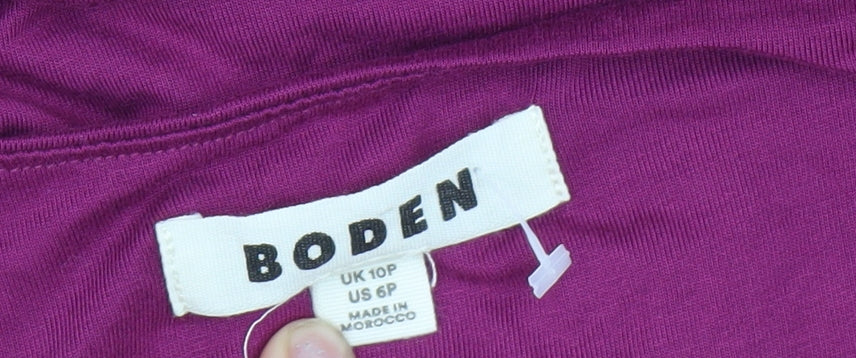 BODEN
UK 10P
US 6P
MADE IN
MOROCCO